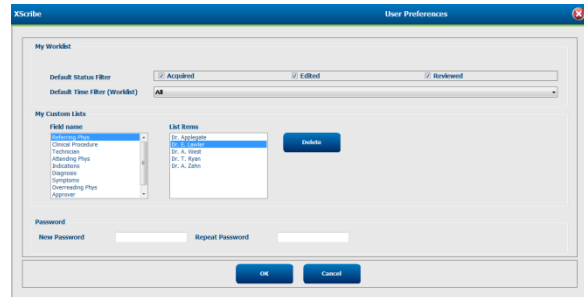 XScribe User Preferences
My Worklist
Default Status Filter Acquired Edited Reviewed
Default Time Filter (Worklist) All
My Custom Lists
Field name List Items
Referring Phys Dr. Applegate
Clinical Procedure Dr. E. Lawler
Technician Dr. A. West
Attending Phys Dr. T. Ryan
Indications Dr. A. Zehn
Diagnosis
Symptoms
Overreading Phys
Approver
Delete
Password
New Password Repeat Password
OK Cancel